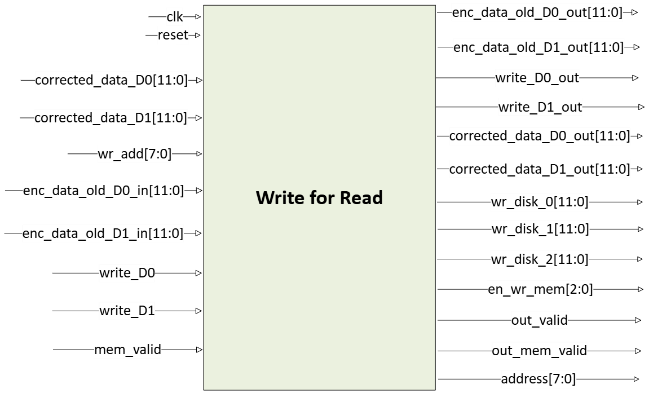 clk
reset
corrected_data_D0[11:0]
corrected_data_D1[11:0]
wr_add[7:0]
enc_data_old_D0_in[11:0]
enc_data_old_D1_in[11:0]
write_D0
write_D1
mem_valid
Write for Read
enc_data_old_D0_out[11:0]
enc_data_old_D1_out[11:0]
write_D0_out
write_D1_out
corrected_data_D0_out[11:0]
corrected_data_D1_out[11:0]
wr_disk_0[11:0]
wr_disk_1[11:0]
wr_disk_2[11:0]
en_wr_mem[2:0]
out_valid
out_mem_valid
address[7:0]